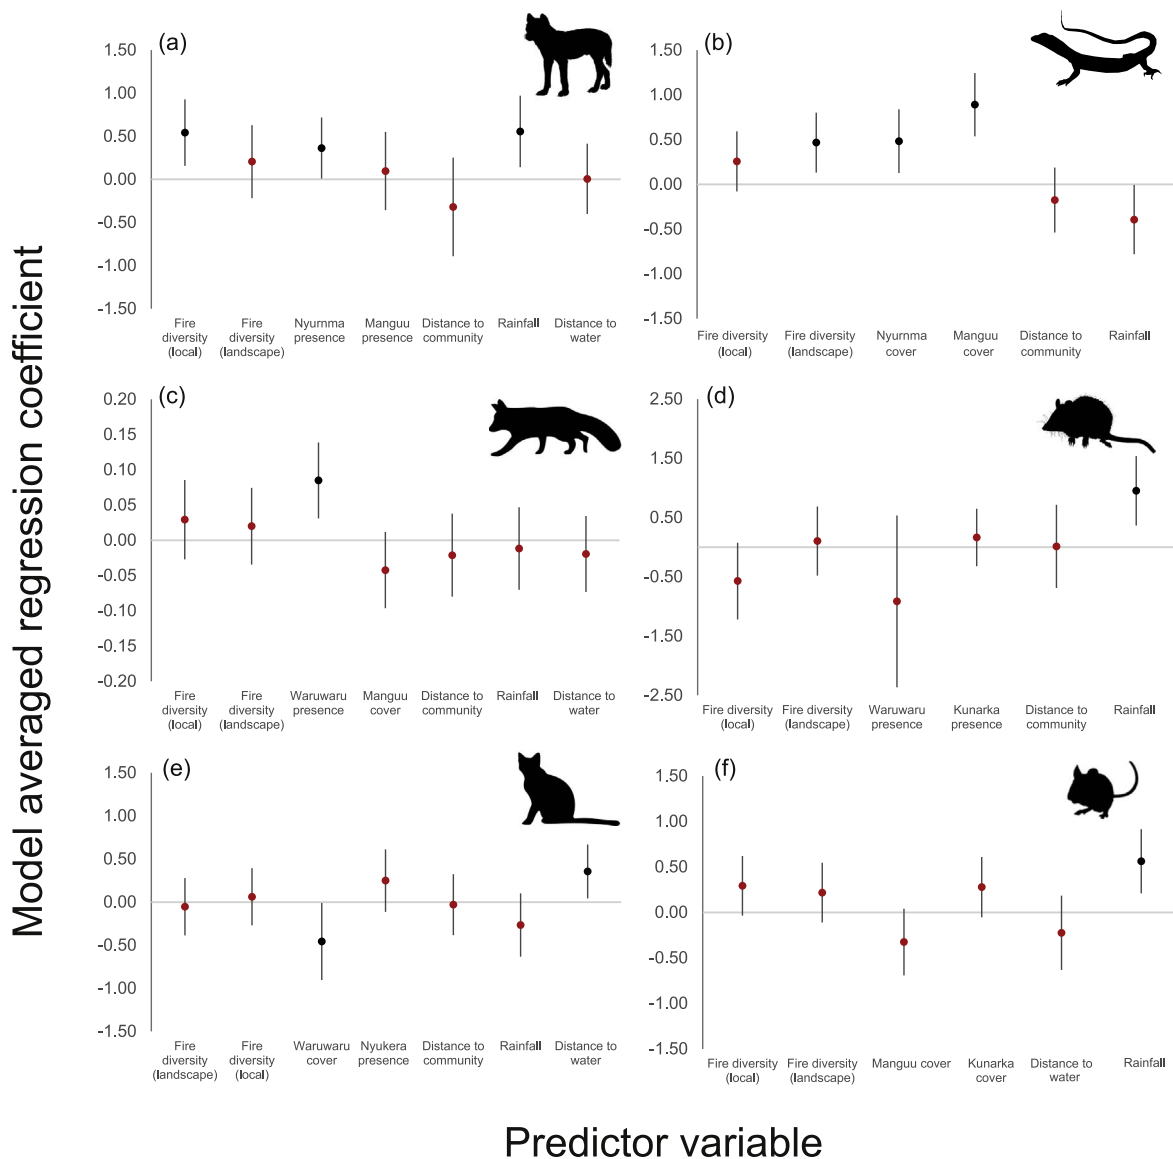 Model averaged regression coefficient
(a)
1.50
1.00
0.50
0.00
-0.50
-1.00
-1.50
Fire
diversity
(local)
Fire
diversity
(landscape)
Nyurnma
presence
Manguu
presence
Distance to
community
Rainfall
Distance to
water
(b)
1.50
1.00
0.50
0.00
-0.50
-1.00
-1.50
Fire diversity
(local)
Fire diversity
(landscape)
Nyurnma
cover
Manguu
cover
Distance to
community
Rainfall
(c)
0.20
0.15
0.10
0.05
0.00
-0.05
-0.10
-0.15
-0.20
Fire
diversity
(local)
Fire
diversity
(landscape)
Waruwaru
presence
Manguu
cover
Distance to
community
Rainfall
Distance to
water
(d)
2.50
1.50
0.50
-0.50
-1.50
-2.50
Fire diversity
(local)
Fire diversity
(landscape)
Waruwaru
presence
Kunarka
presence
Distance to
community
Rainfall
(e)
1.50
1.00
0.50
0.00
-0.50
-1.00
-1.50
Fire
diversity
(landscape)
Fire
diversity
(local)
Waruwaru
cover
Nyukera
presence
Distance to
community
Rainfall
Distance to
water
(f)
1.50
1.00
0.50
0.00
-0.50
-1.00
-1.50
Fire diversity
(local)
Fire diversity
(landscape)
Manguu cover
Kunarka
cover
Distance to
water
Rainfall
Predictor variable